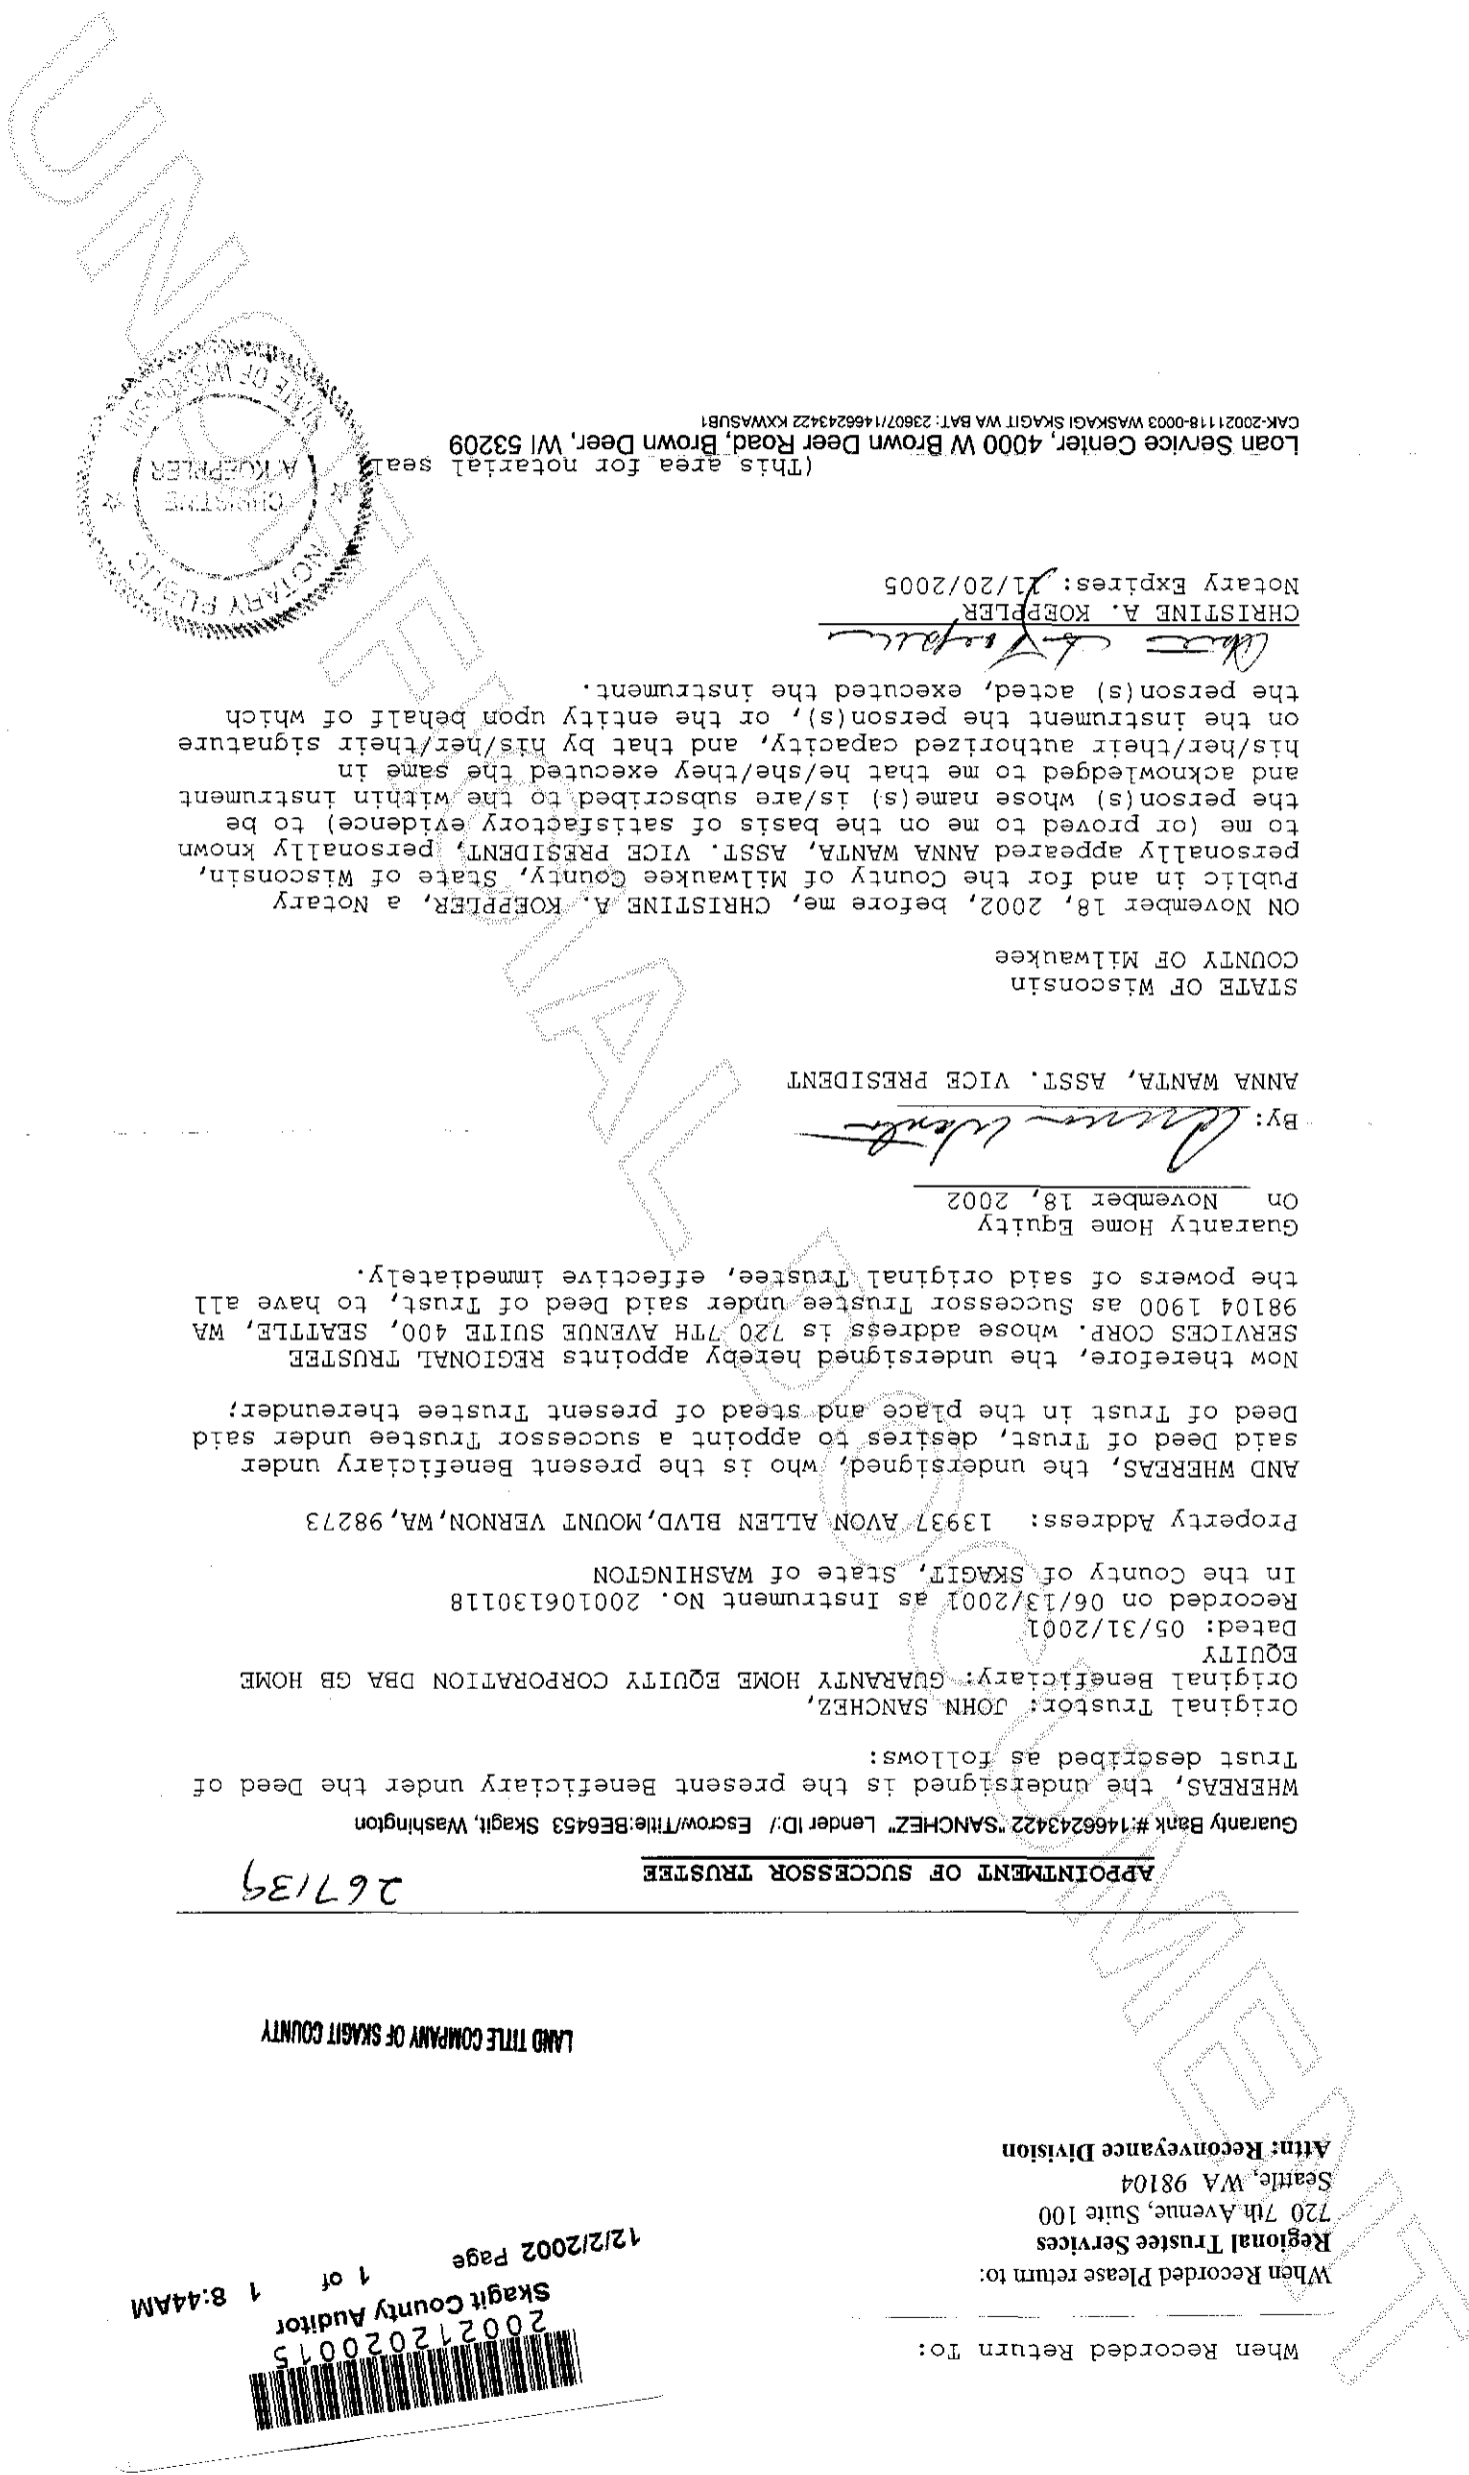 When Recorded Return To:
200212020015
Skagit County Auditor
12/2/2002 Page 1 of 1 8:44AM
When Recorded Please return to:
Regional Trustee Services
720 7th Avenue, Suite 100
Seattle, WA 98104
Attn: Reconveyance Division
LAND TITLE COMPANY OF SKAGIT COUNTY
APPOINTMENT OF SUCCESSOR TRUSTEE
267139
Guaranty Bank #:1466243422 "SANCHEZ" Lender ID:/ Escrow/Title:BE6453 Skagit, Washington
WHEREAS, the undersigned is the present Beneficiary under the Deed of
Trust described as follows:
Original Trustor: JOHN SANCHEZ,
Original Beneficiary: GUARANTY HOME EQUITY CORPORATION DBA GB HOME
EQUITY
Dated: 05/31/2001
Recorded on 06/13/2001 as Instrument No. 200106130118
In the County of SKAGIT, State of WASHINGTON
Property Address: 13937 AVON ALLEN BLVD,MOUNT VERNON,WA,98273
AND WHEREAS, the undersigned, who is the present Beneficiary under
said Deed of Trust, desires to appoint a successor Trustee under said
Deed of Trust in the place and stead of present Trustee thereunder;
Now therefore, the undersigned hereby appoints REGIONAL TRUSTEE
SERVICES CORP. whose address is 720 7TH AVENUE SUITE 400, SEATTLE, WA
98104 1900 as Successor Trustee under said Deed of Trust, to have all
the powers of said original Trustee, effective immediately.
Guaranty Home Equity
On November 18, 2002
By: Anna Wanta
ANNA WANTA, ASST. VICE PRESIDENT
STATE OF Wisconsin
COUNTY OF Milwaukee
ON November 18, 2002, before me, CHRISTINE A. KOEPPLER, a Notary
Public in and for the County of Milwaukee County, State of Wisconsin,
personally appeared ANNA WANTA, ASST. VICE PRESIDENT, personally known
to me (or proved to me on the basis of satisfactory evidence) to be
the person(s) whose name(s) is/are subscribed to the within instrument
and acknowledged to me that he/she/they executed the same in
his/her/their authorized capacity, and that by his/her/their signature
on the instrument the person(s), or the entity upon behalf of which
the person(s) acted, executed the instrument.
CHRISTINE A. KOEPPLER
Notary Expires: 11/20/2005
(This area for notarial seal
Loan Service Center, 4000 W Brown Deer Road, Brown Deer, WI 53209
CAK-20021118-0003 WASKAGI SKAGIT WA BAT: 23607/1466243422 KXWASUB1
NOTARY PUBLIC
CHRISTINE
A. KOEPPLER
STATE OF WISCONSIN
UNOFFICIAL DOCUMENT